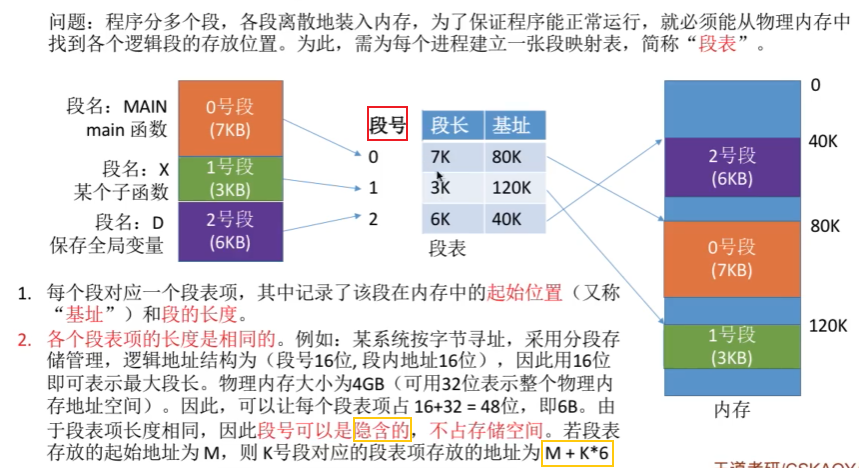 问题：程序分多个段，各段离散地装入内存，为了保证程序能正常运行，就必须能从物理内存中
找到各个逻辑段的存放位置。为此，需为每个进程建立一张段映射表，简称“段表”。
段名：MAIN
main 函数
0号段
(7KB)
段名：X
某个子函数
1号段
(3KB)
段名：D
保存全局变量
2号段
(6KB)
段号 段长 基址
0 7K 80K
1 3K 120K
2 6K 40K
段表
0
40K
2号段
(6KB)
80K
0号段
(7KB)
120K
1号段
(3KB)
内存
1. 每个段对应一个段表项，其中记录了该段在内存中的起始位置（又称
“基址”）和段的长度。
2. 各个段表项的长度是相同的。例如：某系统按字节寻址，采用分段存
储管理，逻辑地址结构为（段号16位, 段内地址16位），因此用16位
即可表示最大段长。物理内存大小为4GB（可用32位表示整个物理内
存地址空间）。因此，可以让每个段表项占 16+32 = 48位，即6B。由
于段表项长度相同，因此段号可以是隐含的，不占存储空间。若段表
存放的起始地址为 M，则 K号段对应的段表项存放的地址为 M + K*6